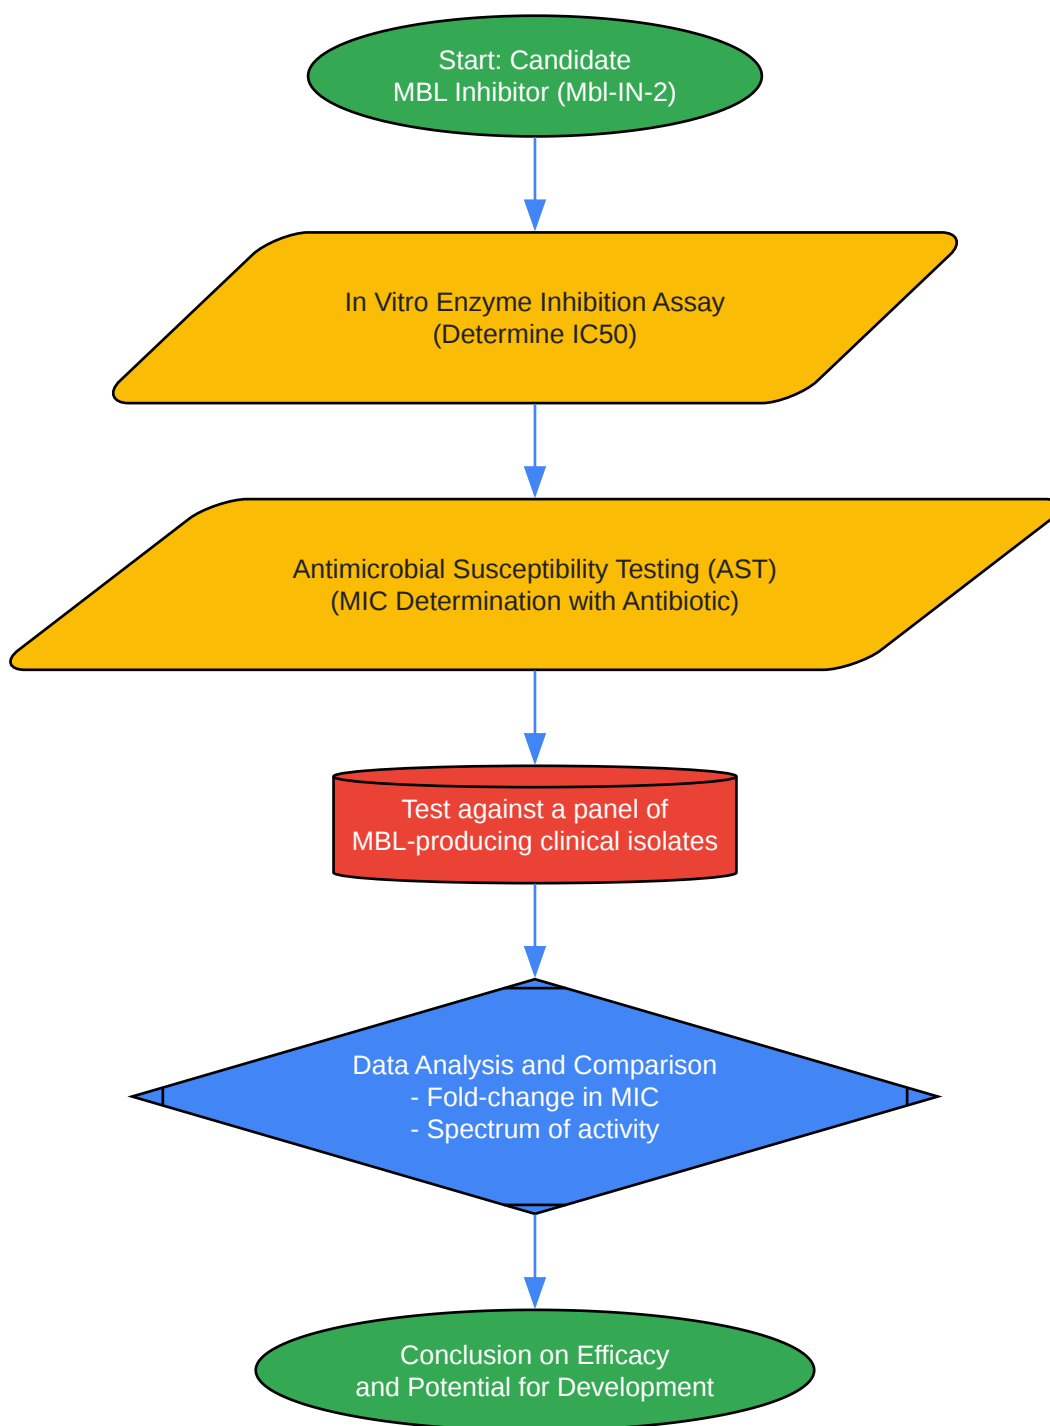 Start: Candidate
MBL Inhibitor (Mbl-IN-2)
In Vitro Enzyme Inhibition Assay
(Determine IC50)
Antimicrobial Susceptibility Testing (AST)
(MIC Determination with Antibiotic)
Test against a panel of
MBL-producing clinical isolates
Data Analysis and Comparison
- Fold-change in MIC
- Spectrum of activity
Conclusion on Efficacy
and Potential for Development